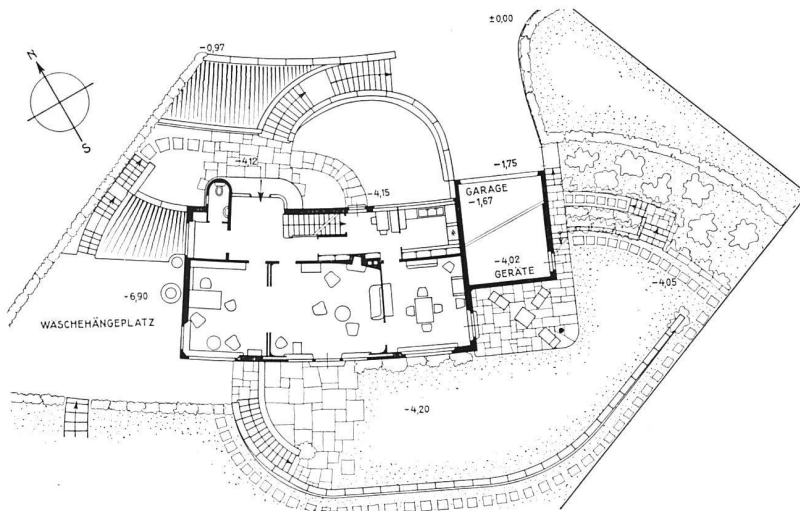 ±0,00
-0,97
N
S
-4,12
-4,15
-1,75
GARAGE
-1,67
-4,02
GERÄTE
-4,05
-6,90
WÄSCHEHÄNGEPLATZ
-4,20